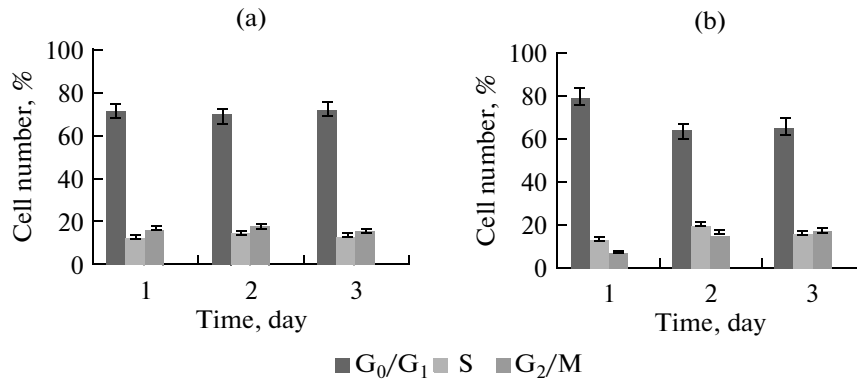 (a)
Cell number, %
100
80
60
40
20
0
1 2 3
Time, day
(b)
Cell number, %
100
80
60
40
20
0
1 2 3
Time, day
G₀/G₁ S G₂/M